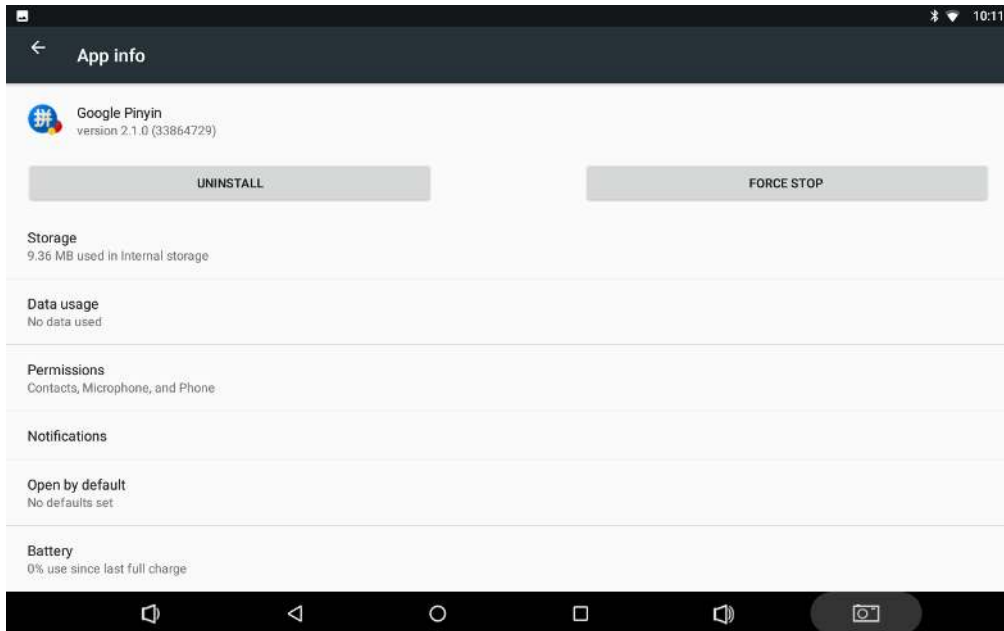 10:11
App info
拼
Google Pinyin
version 2.1.0 (33864729)
UNINSTALL
FORCE STOP
Storage
9.36 MB used in Internal storage
Data usage
No data used
Permissions
Contacts, Microphone, and Phone
Notifications
Open by default
No defaults set
Battery
0% use since last full charge